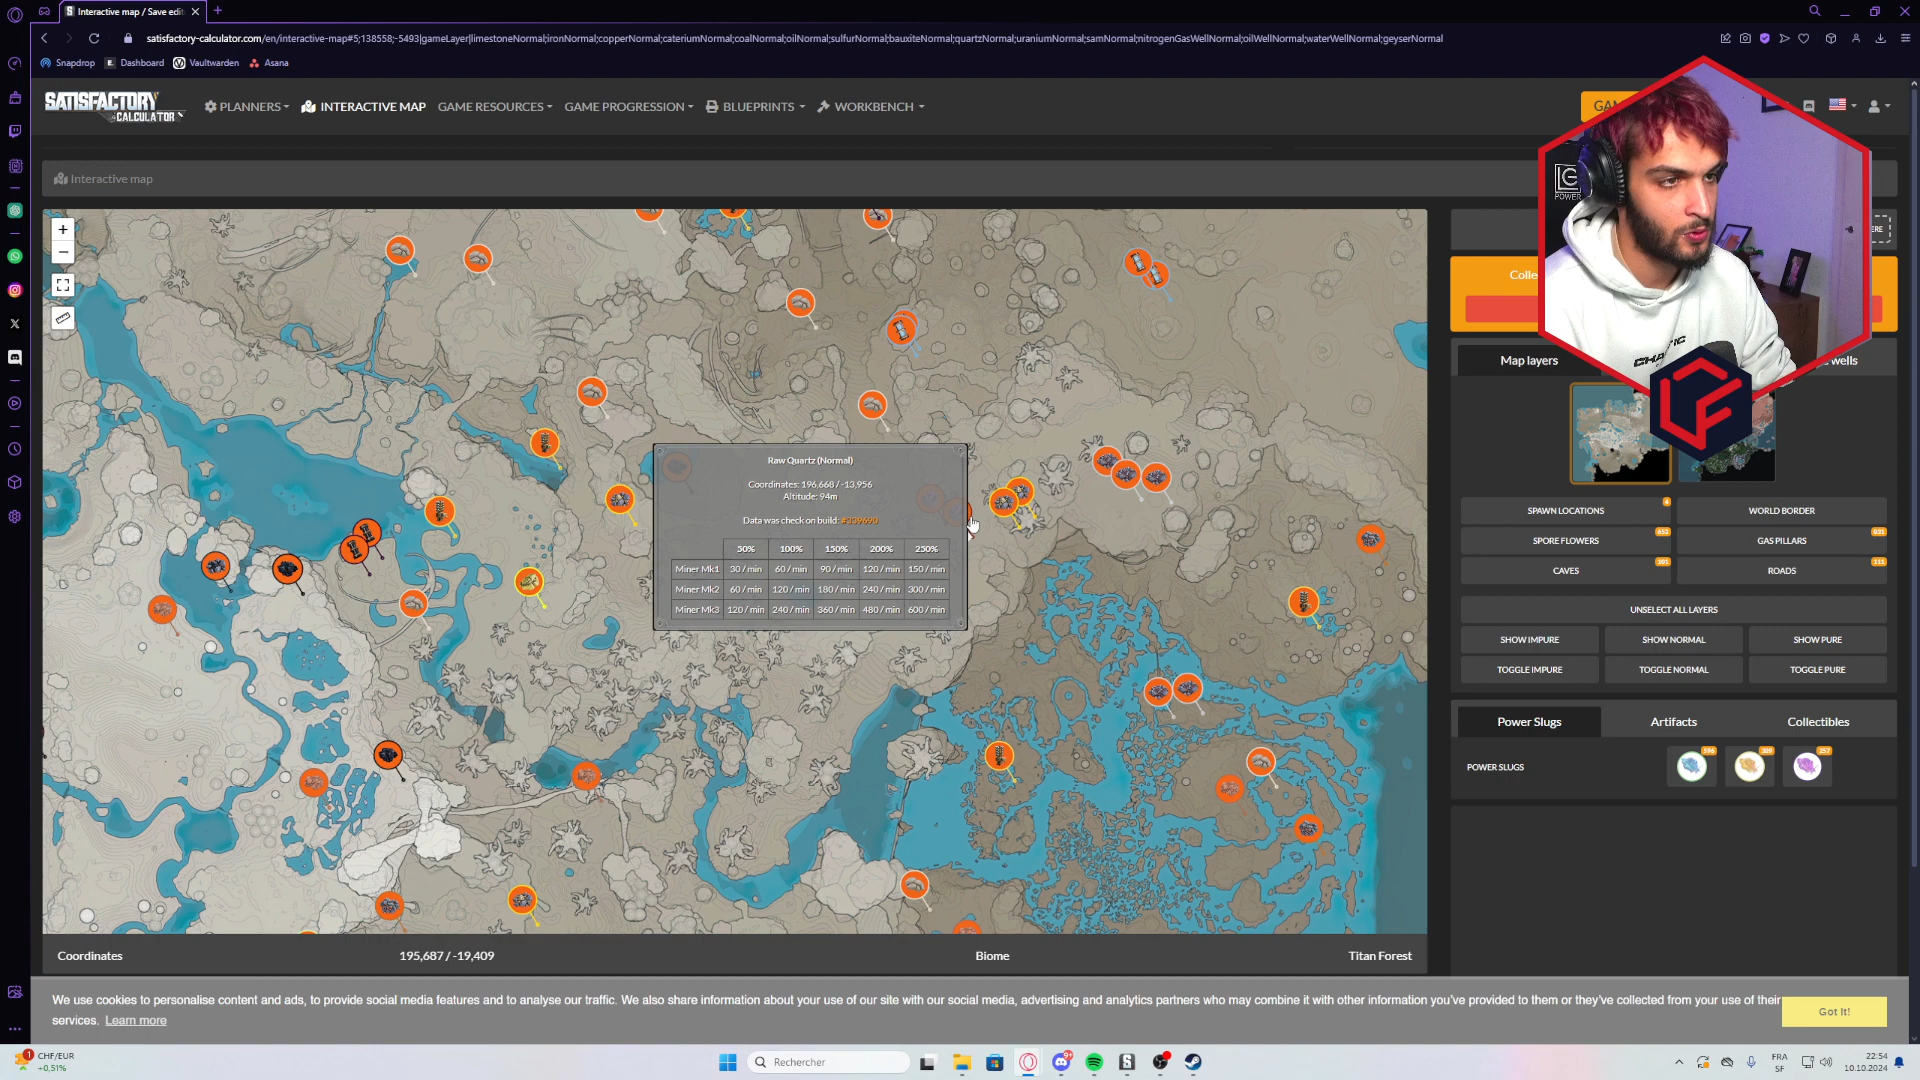 Interactive map / Save edit
satisfactory-calculator.com/en/interactive-map#5;138558;-5493|gameLayer|limestoneNormal;ironNormal;copperNormal;cateriumNormal;coalNormal;oilNormal;sulfurNormal;bauxiteNormal;quartzNormal;uraniumNormal;samNormal;nitrogenGasWellNormal;oilWellNormal;waterWellNormal;geyserNormal
Snapdrop
Dashboard
Vaultwarden
Asana
SATISFACTORY
CALCULATOR
PLANNERS
INTERACTIVE MAP
GAME RESOURCES
GAME PROGRESSION
BLUEPRINTS
WORKBENCH
Interactive map
+
−
Raw Quartz (Normal)
Coordinates: 196,668 / -13,956
Altitude: 94m
Data was check on build: #339690
50% 100% 150% 200% 250%
Miner Mk1 30 / min 60 / min 90 / min 120 / min 150 / min
Miner Mk2 60 / min 120 / min 180 / min 240 / min 300 / min
Miner Mk3 120 / min 240 / min 360 / min 480 / min 600 / min
Coordinates 195,687 / -19,409 Biome Titan Forest
Map layers
SPAWN LOCATIONS 4 WORLD BORDER
SPORE FLOWERS GAS PILLARS
CAVES ROADS
UNSELECT ALL LAYERS
SHOW IMPURE SHOW NORMAL SHOW PURE
TOGGLE IMPURE TOGGLE NORMAL TOGGLE PURE
Power Slugs Artifacts Collectibles
POWER SLUGS 596 389 257
LG
POWER
We use cookies to personalise content and ads, to provide social media features and to analyse our traffic. We also share information about your use of our site with our social media, advertising and analytics partners who may combine it with other information you've provided to them or they've collected from your use of their
services. Learn more
Got It!
1
CHF/EUR
+0,51%
Rechercher
9+
FRA
SF
22:54
10.10.2024